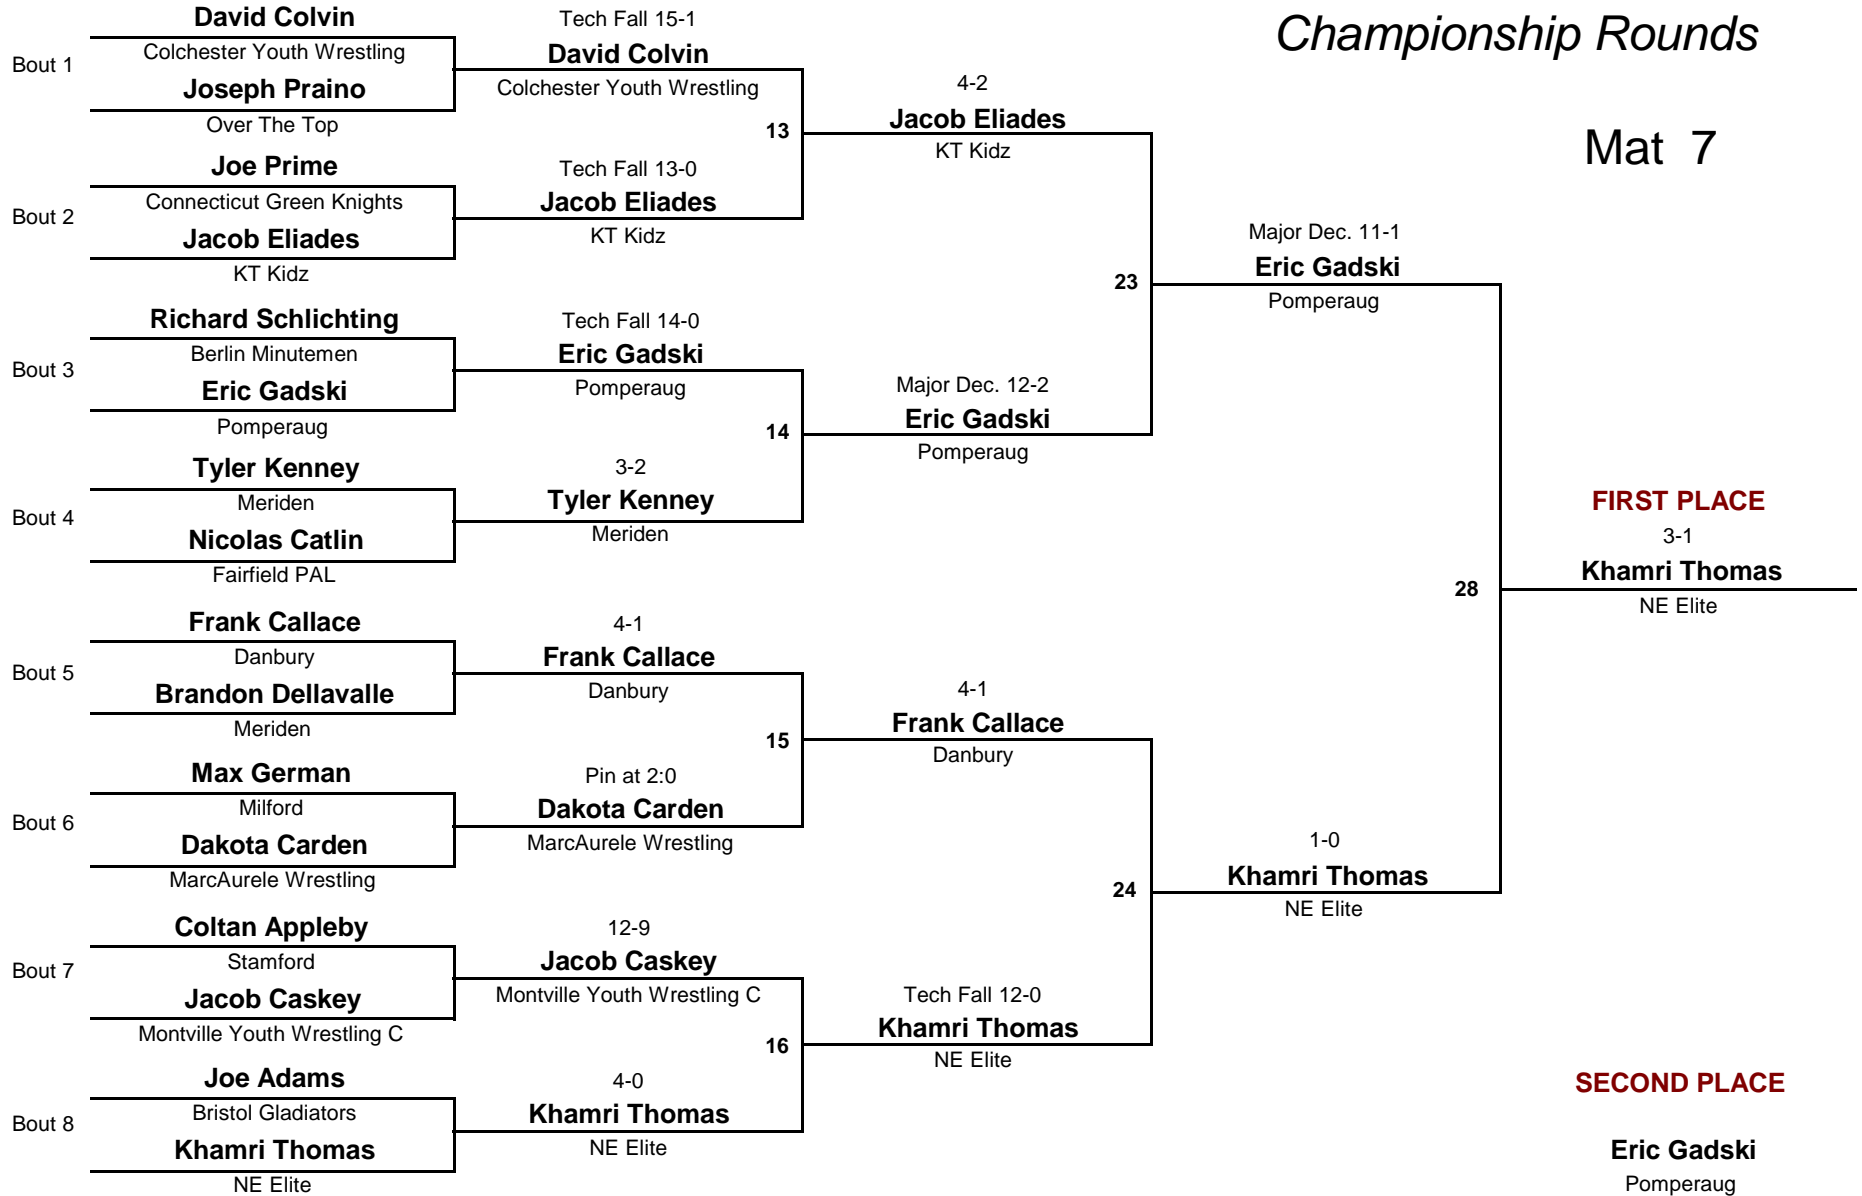 Championship Rounds
Mat 7
Bout 1
David Colvin
Colchester Youth Wrestling
Joseph Praino
Over The Top
Bout 2
Joe Prime
Connecticut Green Knights
Jacob Eliades
KT Kidz
Bout 3
Richard Schlichting
Berlin Minutemen
Eric Gadski
Pomperaug
Bout 4
Tyler Kenney
Meriden
Nicolas Catlin
Fairfield PAL
Bout 5
Frank Callace
Danbury
Brandon Dellavalle
Meriden
Bout 6
Max German
Milford
Dakota Carden
MarcAurele Wrestling
Bout 7
Coltan Appleby
Stamford
Jacob Caskey
Montville Youth Wrestling C
Bout 8
Joe Adams
Bristol Gladiators
Khamri Thomas
NE Elite
Tech Fall 15-1
David Colvin
Colchester Youth Wrestling
13
Tech Fall 13-0
Jacob Eliades
KT Kidz
Tech Fall 14-0
Eric Gadski
Pomperaug
14
3-2
Tyler Kenney
Meriden
4-1
Frank Callace
Danbury
15
Pin at 2:0
Dakota Carden
MarcAurele Wrestling
12-9
Jacob Caskey
Montville Youth Wrestling C
16
4-0
Khamri Thomas
NE Elite
4-2
Jacob Eliades
KT Kidz
23
Major Dec. 12-2
Eric Gadski
Pomperaug
4-1
Frank Callace
Danbury
24
Tech Fall 12-0
Khamri Thomas
NE Elite
Major Dec. 11-1
Eric Gadski
Pomperaug
28
1-0
Khamri Thomas
NE Elite
FIRST PLACE
3-1
Khamri Thomas
NE Elite
SECOND PLACE
Eric Gadski
Pomperaug